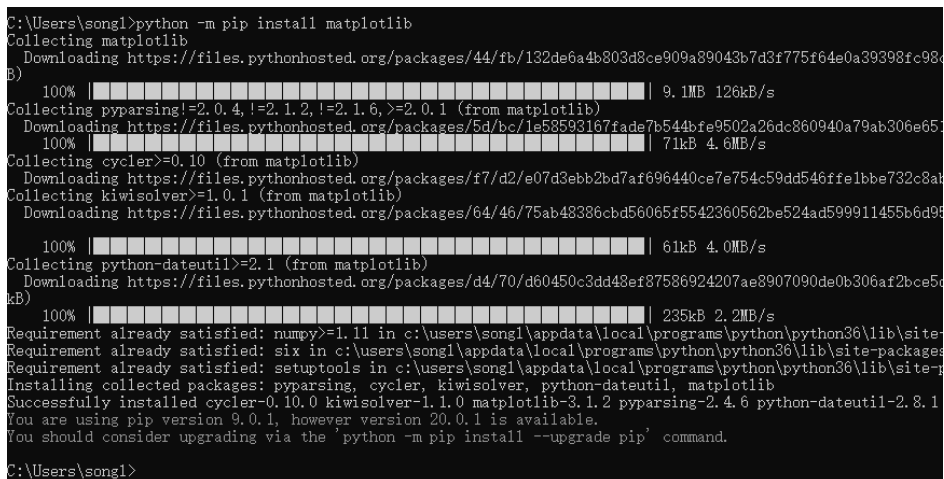 C:\Users\songl>python -m pip install matplotlib
Collecting matplotlib
  Downloading https://files.pythonhosted.org/packages/44/fb/132de6a4b803d8ce909a89043b7d3f775f64e0a39398fc98c
B)
    100% | 9.1MB 126kB/s
Collecting pyparsing!=2.0.4,!=2.1.2,!=2.1.6,>=2.0.1 (from matplotlib)
  Downloading https://files.pythonhosted.org/packages/5d/bc/1e58593167fade7b544bfe9502a26dc860940a79ab306e651
    100% | 71kB 4.6MB/s
Collecting cycler>=0.10 (from matplotlib)
  Downloading https://files.pythonhosted.org/packages/f7/d2/e07d3ebb2bd7af696440ce7e754c59dd546ffe1bbe732c8ab
Collecting kiwisolver>=1.0.1 (from matplotlib)
  Downloading https://files.pythonhosted.org/packages/64/46/75ab48386cbd56065f5542360562be524ad599911455b6d95
    100% | 61kB 4.0MB/s
Collecting python-dateutil>=2.1 (from matplotlib)
  Downloading https://files.pythonhosted.org/packages/d4/70/d60450c3dd48ef87586924207ae8907090de0b306af2bce5d
kB)
    100% | 235kB 2.2MB/s
Requirement already satisfied: numpy>=1.11 in c:\users\songl\appdata\local\programs\python\python36\lib\site-
Requirement already satisfied: six in c:\users\songl\appdata\local\programs\python\python36\lib\site-packages
Requirement already satisfied: setuptools in c:\users\songl\appdata\local\programs\python\python36\lib\site-p
Installing collected packages: pyparsing, cycler, kiwisolver, python-dateutil, matplotlib
Successfully installed cycler-0.10.0 kiwisolver-1.1.0 matplotlib-3.1.2 pyparsing-2.4.6 python-dateutil-2.8.1
You are using pip version 9.0.1, however version 20.0.1 is available.
You should consider upgrading via the 'python -m pip install --upgrade pip' command.
C:\Users\songl>